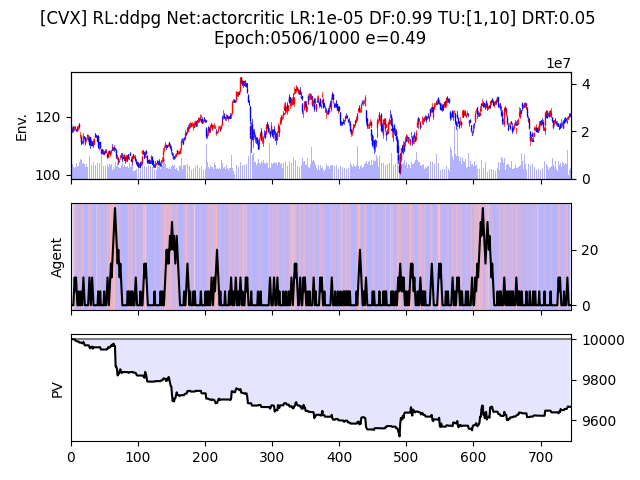 [CVX] RL:ddpg Net:actorcritic LR:1e-05 DF:0.99 TU:[1,10] DRT:0.05
Epoch:0506/1000 e=0.49
1e7
Env.
120
100
4
2
0
Agent
20
0
PV
10000
9800
9600
0 100 200 300 400 500 600 700